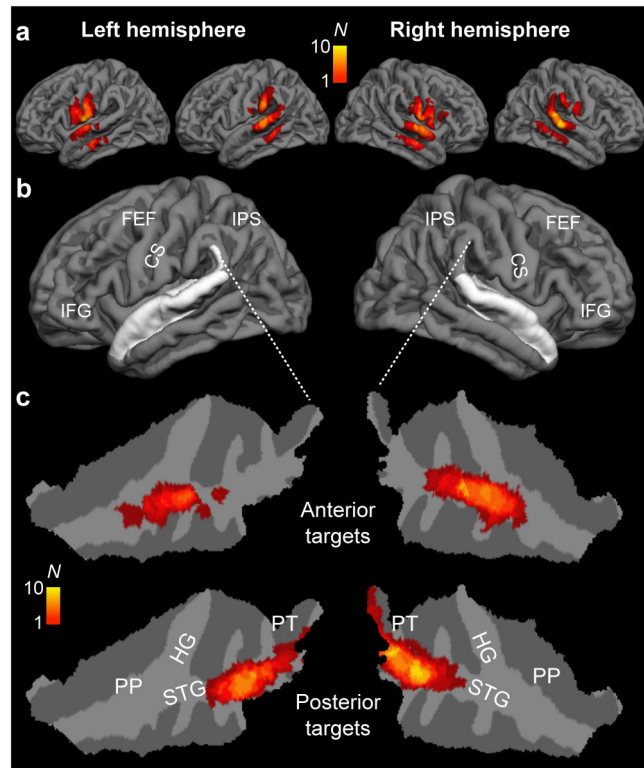 a
Left hemisphere
10
N
1
Right hemisphere
b
FEF
IPS
CS
IFG
IPS
FEF
CS
IFG
c
Anterior
targets
N
10
1
PT
HG
PP
STG
PT
HG
PP
STG
Posterior
targets